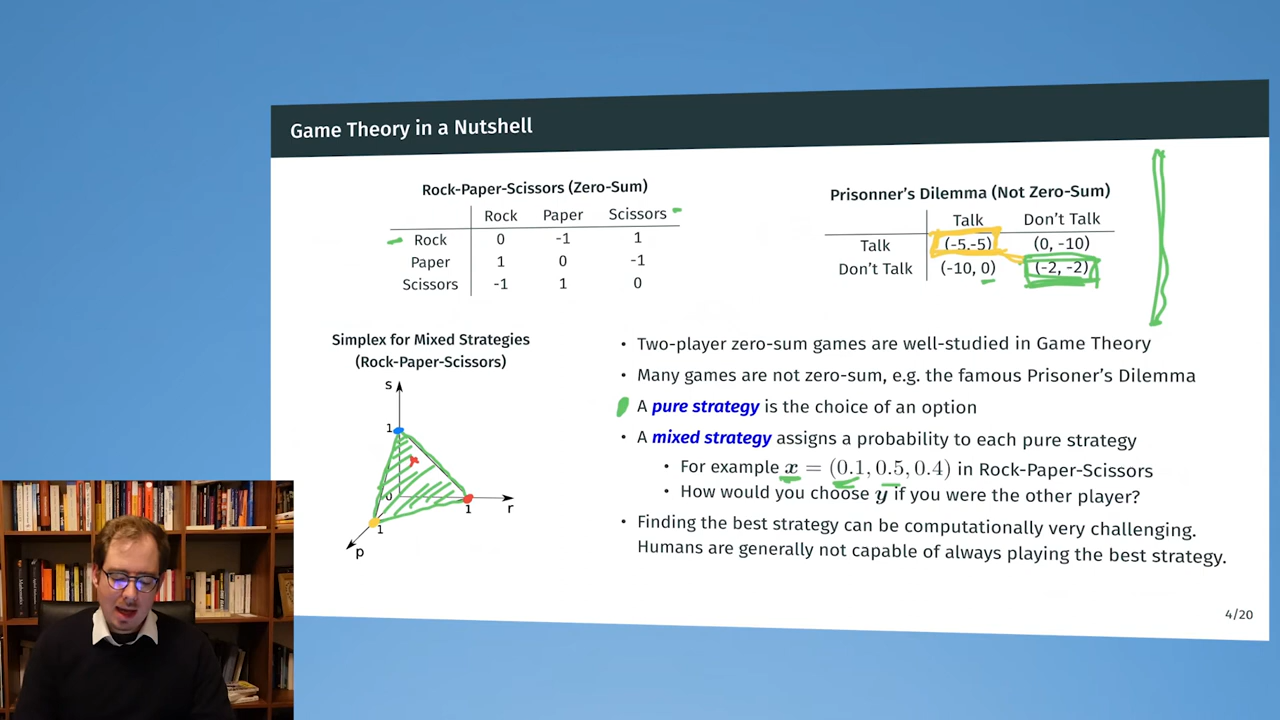 Game Theory in a Nutshell
Rock-Paper-Scissors (Zero-Sum)
Rock Paper Scissors
Rock 0 -1 1
Paper 1 0 -1
Scissors -1 1 0
Prisonner's Dilemma (Not Zero-Sum)
Talk Don't Talk
Talk (-5,-5) (0, -10)
Don't Talk (-10, 0) (-2, -2)
Simplex for Mixed Strategies
(Rock-Paper-Scissors)
s
1
0
1 r
1
p
• Two-player zero-sum games are well-studied in Game Theory
• Many games are not zero-sum, e.g. the famous Prisoner's Dilemma
A pure strategy is the choice of an option
• A mixed strategy assigns a probability to each pure strategy
• For example x = (0.1, 0.5, 0.4) in Rock-Paper-Scissors
• How would you choose y if you were the other player?
• Finding the best strategy can be computationally very challenging.
Humans are generally not capable of always playing the best strategy.
4/20